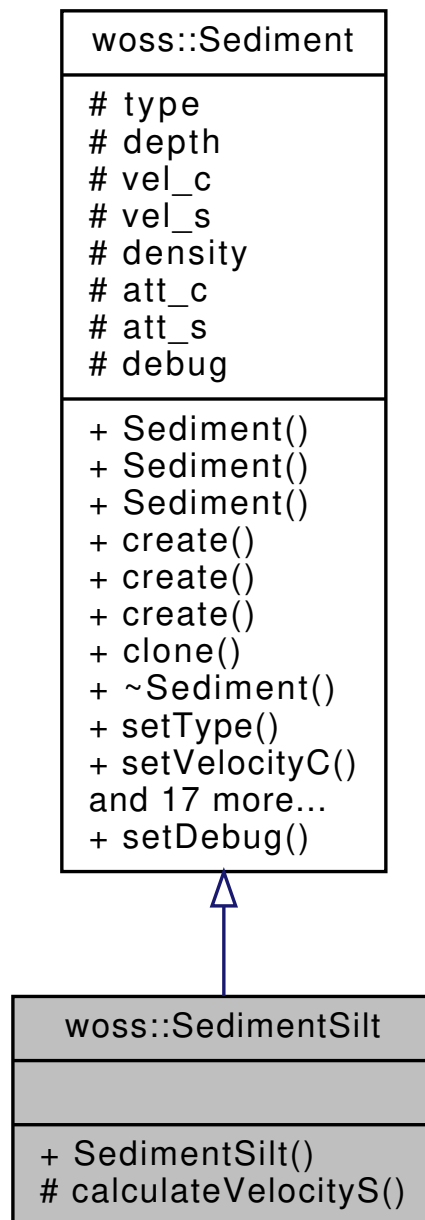 woss::Sediment
# type
# depth
# vel_c
# vel_s
# density
# att_c
# att_s
# debug
+ Sediment()
+ Sediment()
+ Sediment()
+ create()
+ create()
+ create()
+ clone()
+ ~Sediment()
+ setType()
+ setVelocityC()
and 17 more...
+ setDebug()
woss::SedimentSilt
+ SedimentSilt()
# calculateVelocityS()